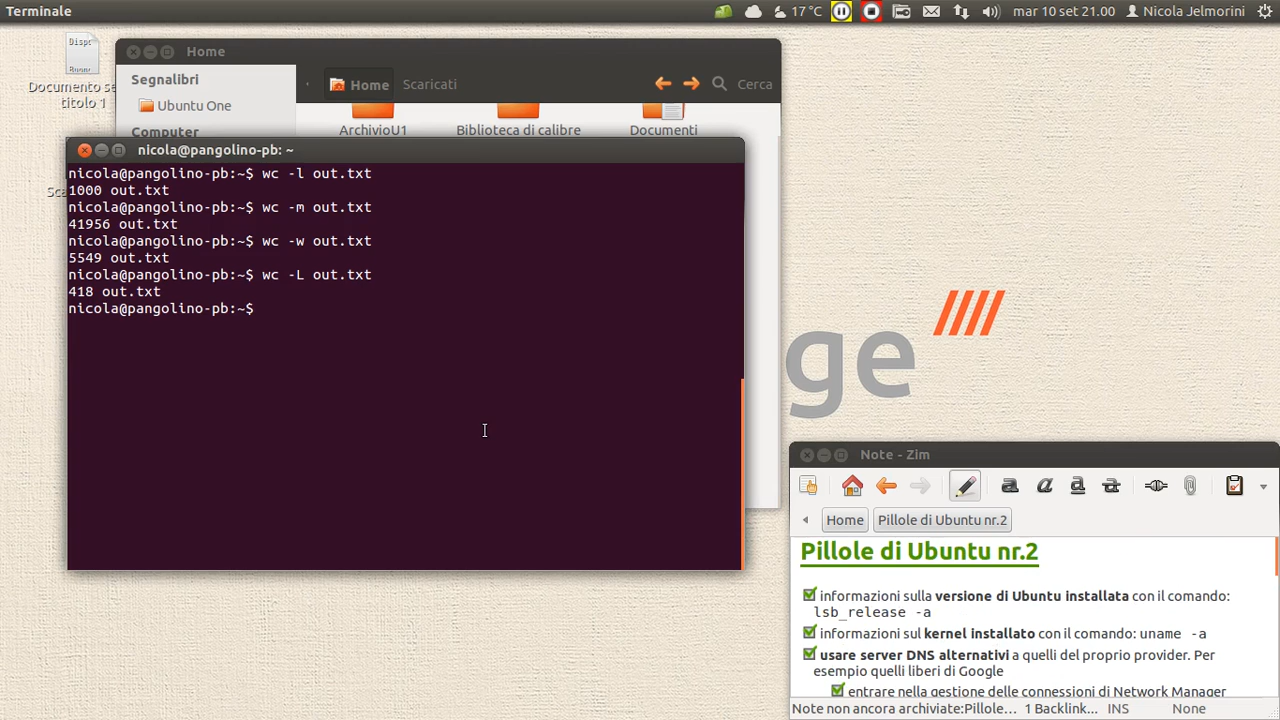 Terminale
17 °C
mar 10 set 21.00
Nicola Jelmorini
Documento se
titolo 1
Home
Segnalibri
Ubuntu One
Computer
Home
Scaricati
Cerca
ArchivioU1
Biblioteca di calibre
Documenti
nicola@pangolino-pb: ~
nicola@pangolino-pb:~$ wc -l out.txt
1000 out.txt
nicola@pangolino-pb:~$ wc -m out.txt
41956 out.txt
nicola@pangolino-pb:~$ wc -w out.txt
5549 out.txt
nicola@pangolino-pb:~$ wc -L out.txt
418 out.txt
nicola@pangolino-pb:~$
ge
Note - Zim
Home
Pillole di Ubuntu nr.2
Pillole di Ubuntu nr.2
informazioni sulla versione di Ubuntu installata con il comando:
lsb_release -a
informazioni sul kernel installato con il comando: uname -a
usare server DNS alternativi a quelli del proprio provider. Per
esempio quelli liberi di Google
entrare nella gestione delle connessioni di Network Manager
Note non ancora archiviate:Pillole…
1 Backlink...
INS
None